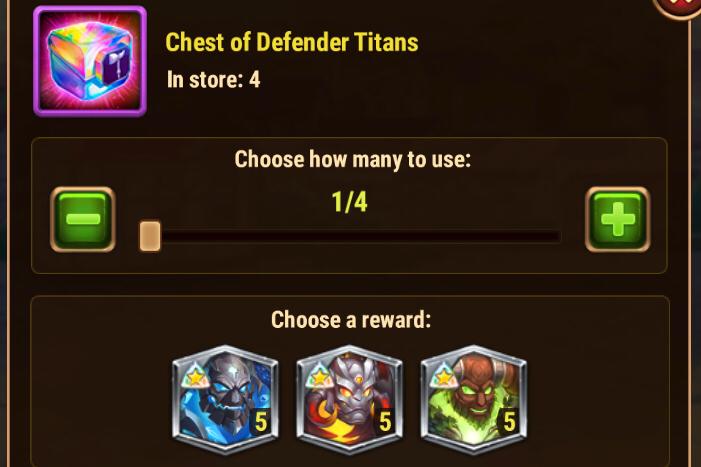 Chest of Defender Titans
In store: 4
Choose how many to use:
1/4
Choose a reward:
5
5
5